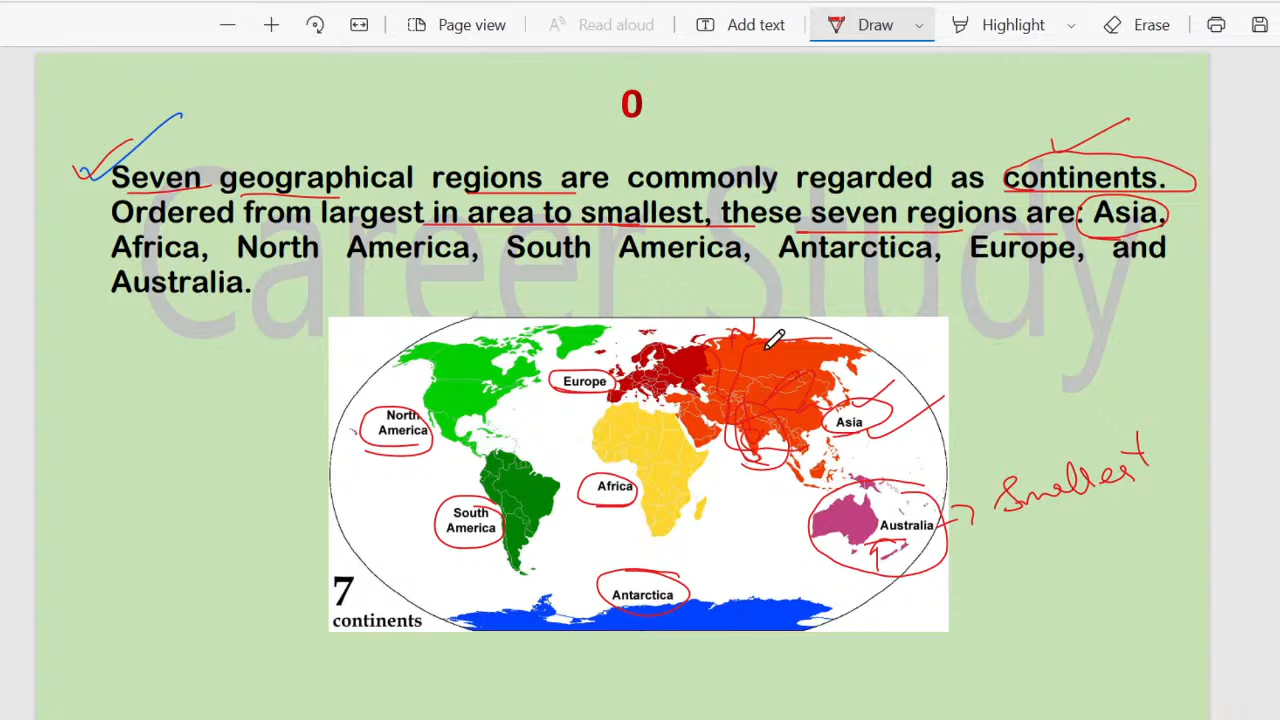 Page view
Read aloud
Add text
Draw
Highlight
Erase
0
Seven geographical regions are commonly regarded as continents.
Ordered from largest in area to smallest, these seven regions are: Asia,
Africa, North America, South America, Antarctica, Europe, and
Australia.
Career Study
Europe
North
America
Asia
Africa
South
America
Australia
Smallest
Antarctica
7
continents